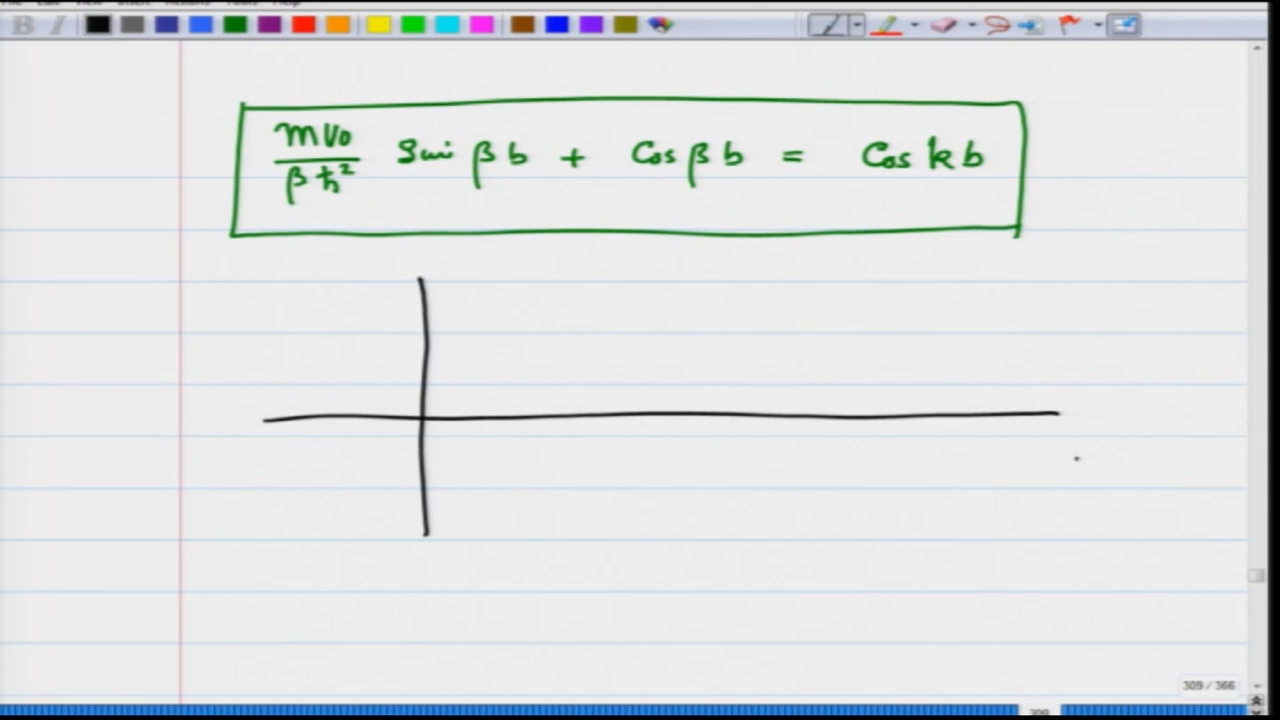 mV₀/βħ² Sin βb + Cos βb = Cos kb
309 / 366